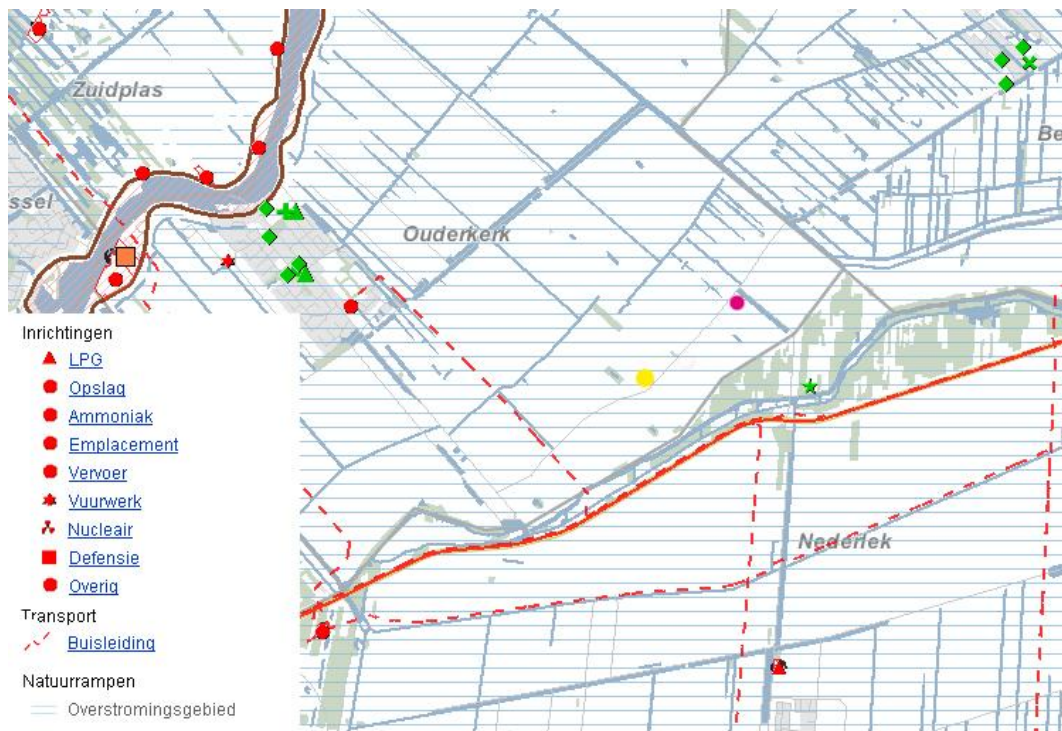 Zuidplas
ssel
Ouderkerk
Be
Nederlek
Inrichtingen
LPG
Opslag
Ammoniak
Emplacement
Vervoer
Vuurwerk
Nucleair
Defensie
Overig
Transport
Buisleiding
Natuurrampen
Overstromingsgebied